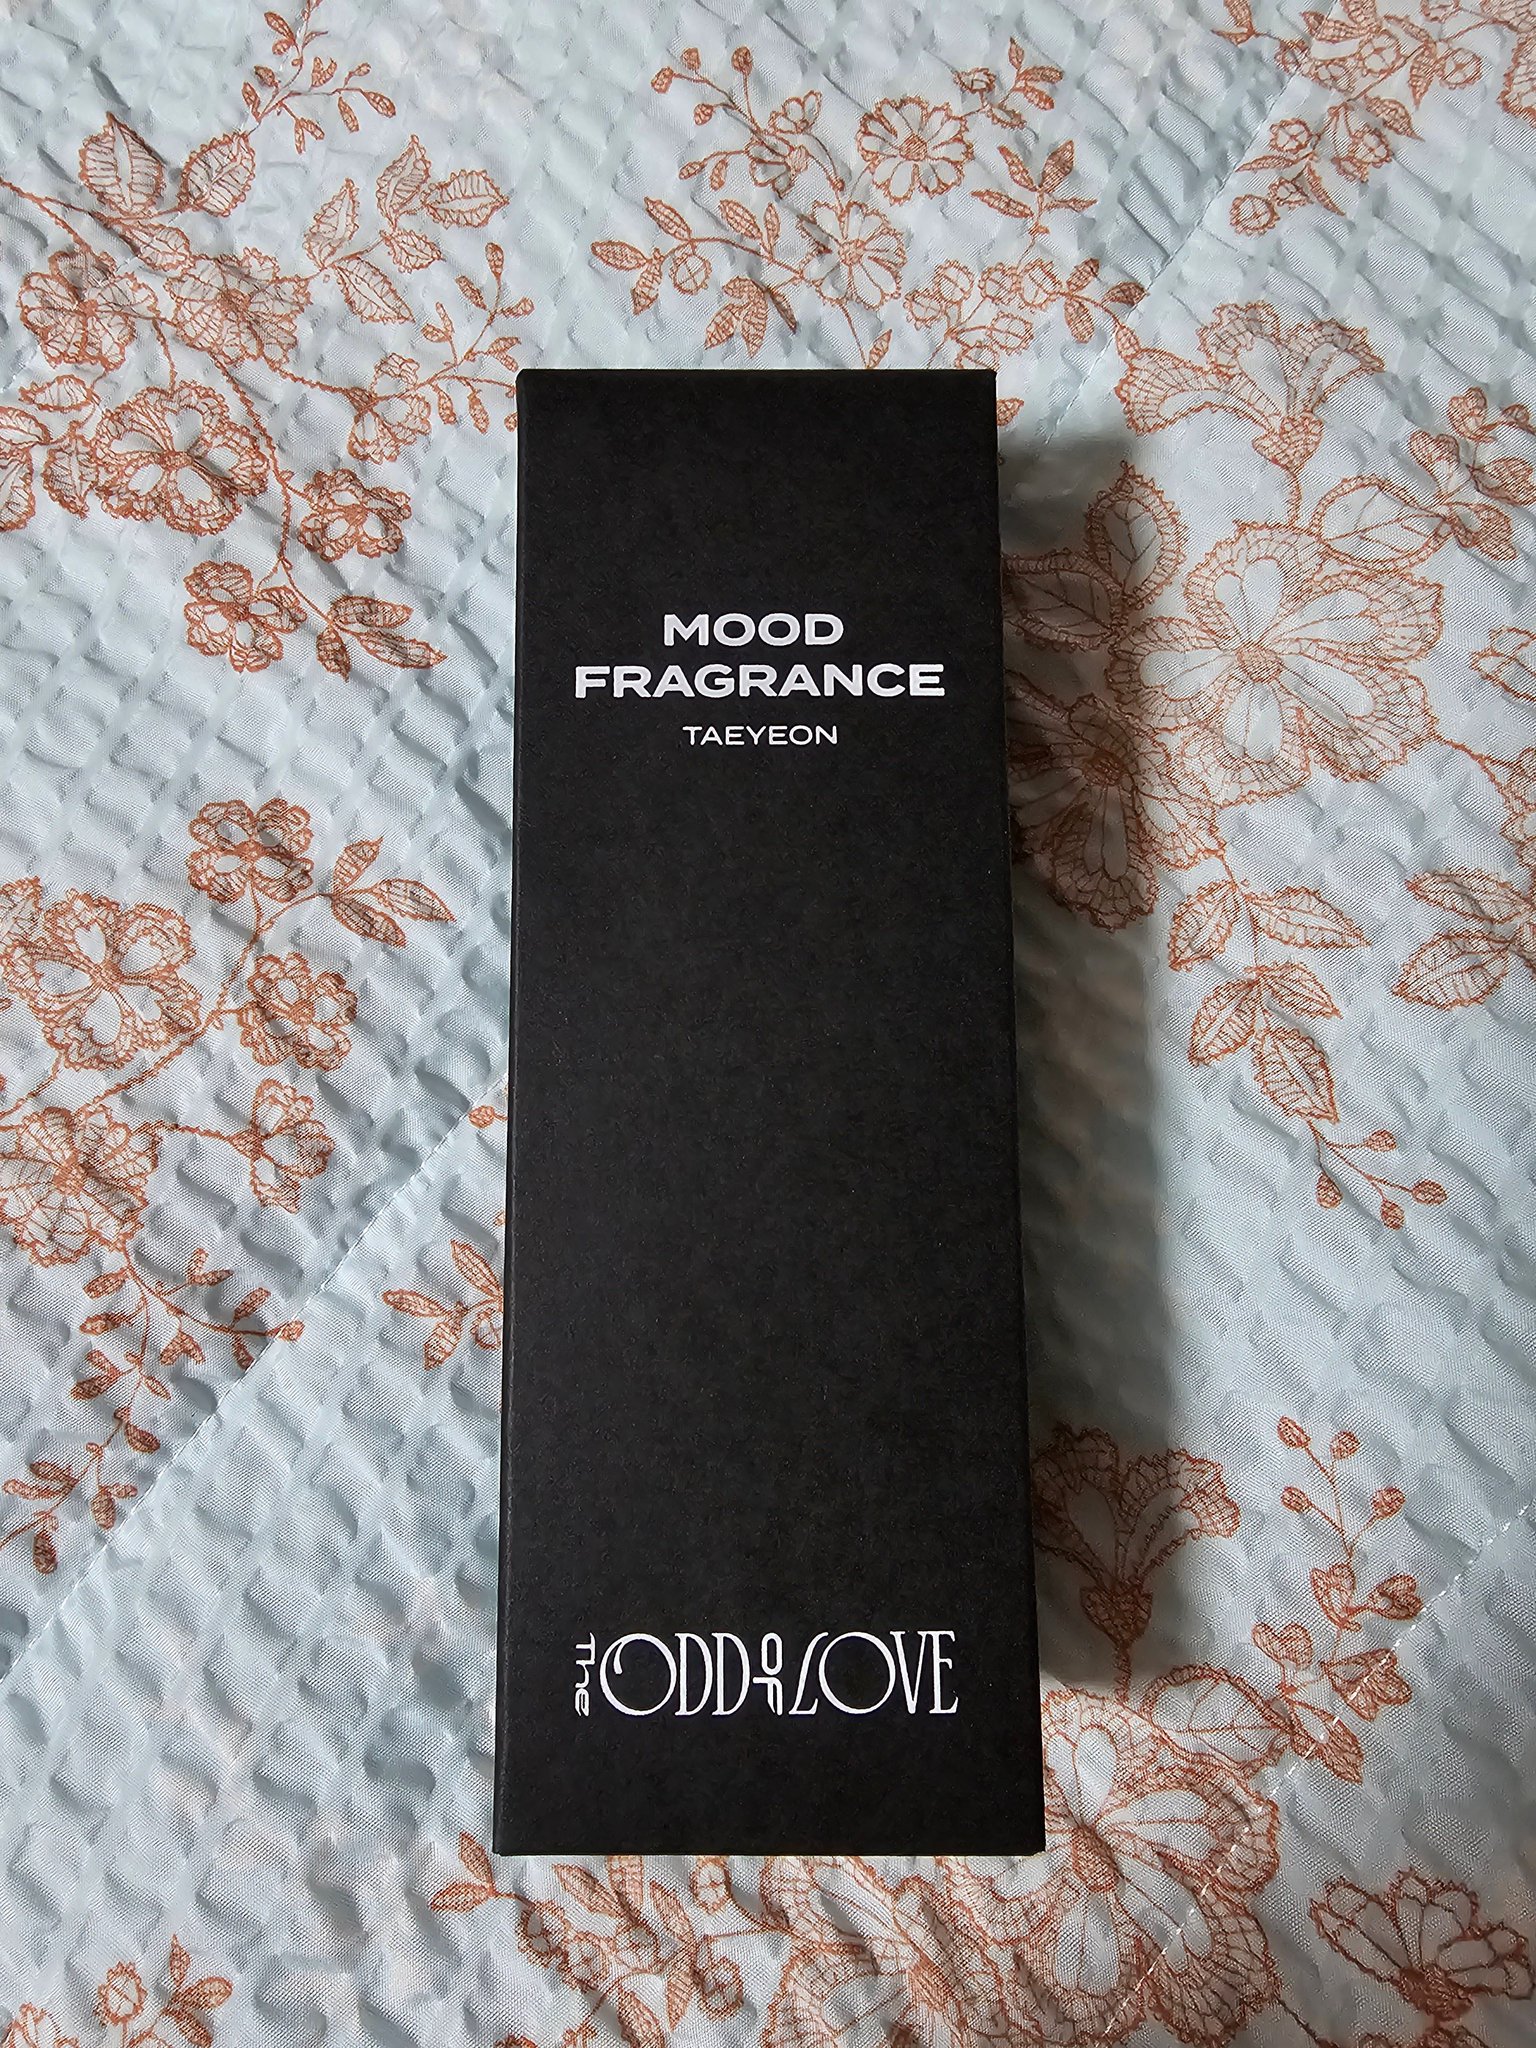 MOOD
FRAGRANCE
TAEYEON
The ODD Of LOVE